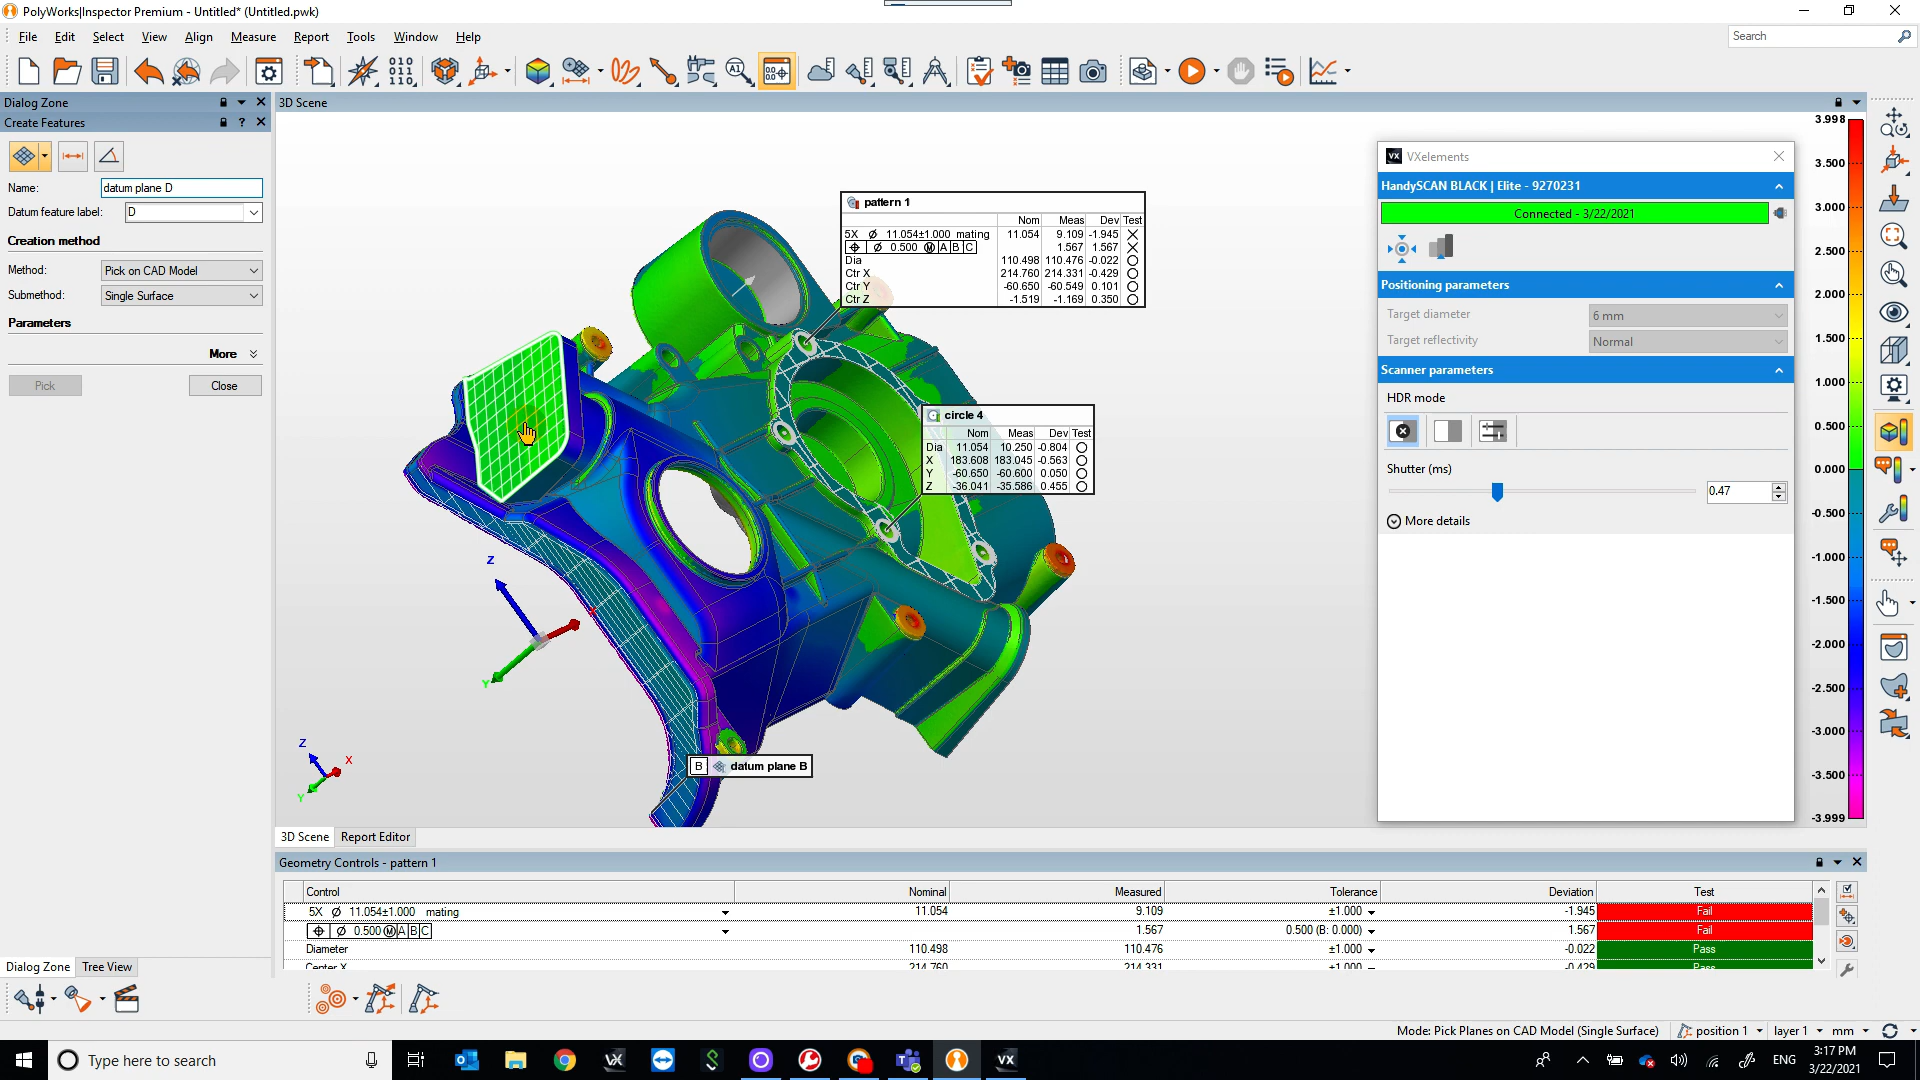 PolyWorks|Inspector Premium - Untitled* (Untitled.pwk)
File Edit Select View Align Measure Report Tools Window Help
Search
Dialog Zone
3D Scene
Create Features
Name: datum plane D
Datum feature label: D
Creation method
Method: Pick on CAD Model
Submethod: Single Surface
Parameters
More
Pick Close
pattern 1
Nom Meas Dev Test
5X Ø 11.054±1.000 mating 11.054 9.109 -1.945
⌖ Ø 0.500 Ⓜ A B C 1.567 1.567
Dia 110.498 110.476 -0.022
Ctr X 214.760 214.331 -0.429
Ctr Y -60.650 -60.549 0.101
Ctr Z -1.519 -1.169 0.350
circle 4
Nom Meas Dev Test
Dia 11.054 10.250 -0.804
X 183.608 183.045 -0.563
Y -60.650 -60.600 0.050
Z -36.041 -35.586 0.455
Z
X
Y
Z
X
Y
B datum plane B
VX VXelements
HandySCAN BLACK | Elite - 9270231
Connected - 3/22/2021
Positioning parameters
Target diameter 6 mm
Target reflectivity Normal
Scanner parameters
HDR mode
Shutter (ms)
0.47
More details
3.998
3.500
3.000
2.500
2.000
1.500
1.000
0.500
0.000
-0.500
-1.000
-1.500
-2.000
-2.500
-3.000
-3.500
-3.999
3D Scene Report Editor
Geometry Controls - pattern 1
Control Nominal Measured Tolerance Deviation Test
5X Ø 11.054±1.000 mating 11.054 9.109 ±1.000 -1.945 Fail
⌖ Ø 0.500 Ⓜ A B C 1.567 0.500 (B: 0.000) 1.567 Fail
Diameter 110.498 110.476 ±1.000 -0.022 Pass
Center X 214.760 214.331 ±1.000 -0.429 Pass
Dialog Zone Tree View
Mode: Pick Planes on CAD Model (Single Surface) position 1 layer 1 mm
Type here to search
VX
ENG
3:17 PM
3/22/2021